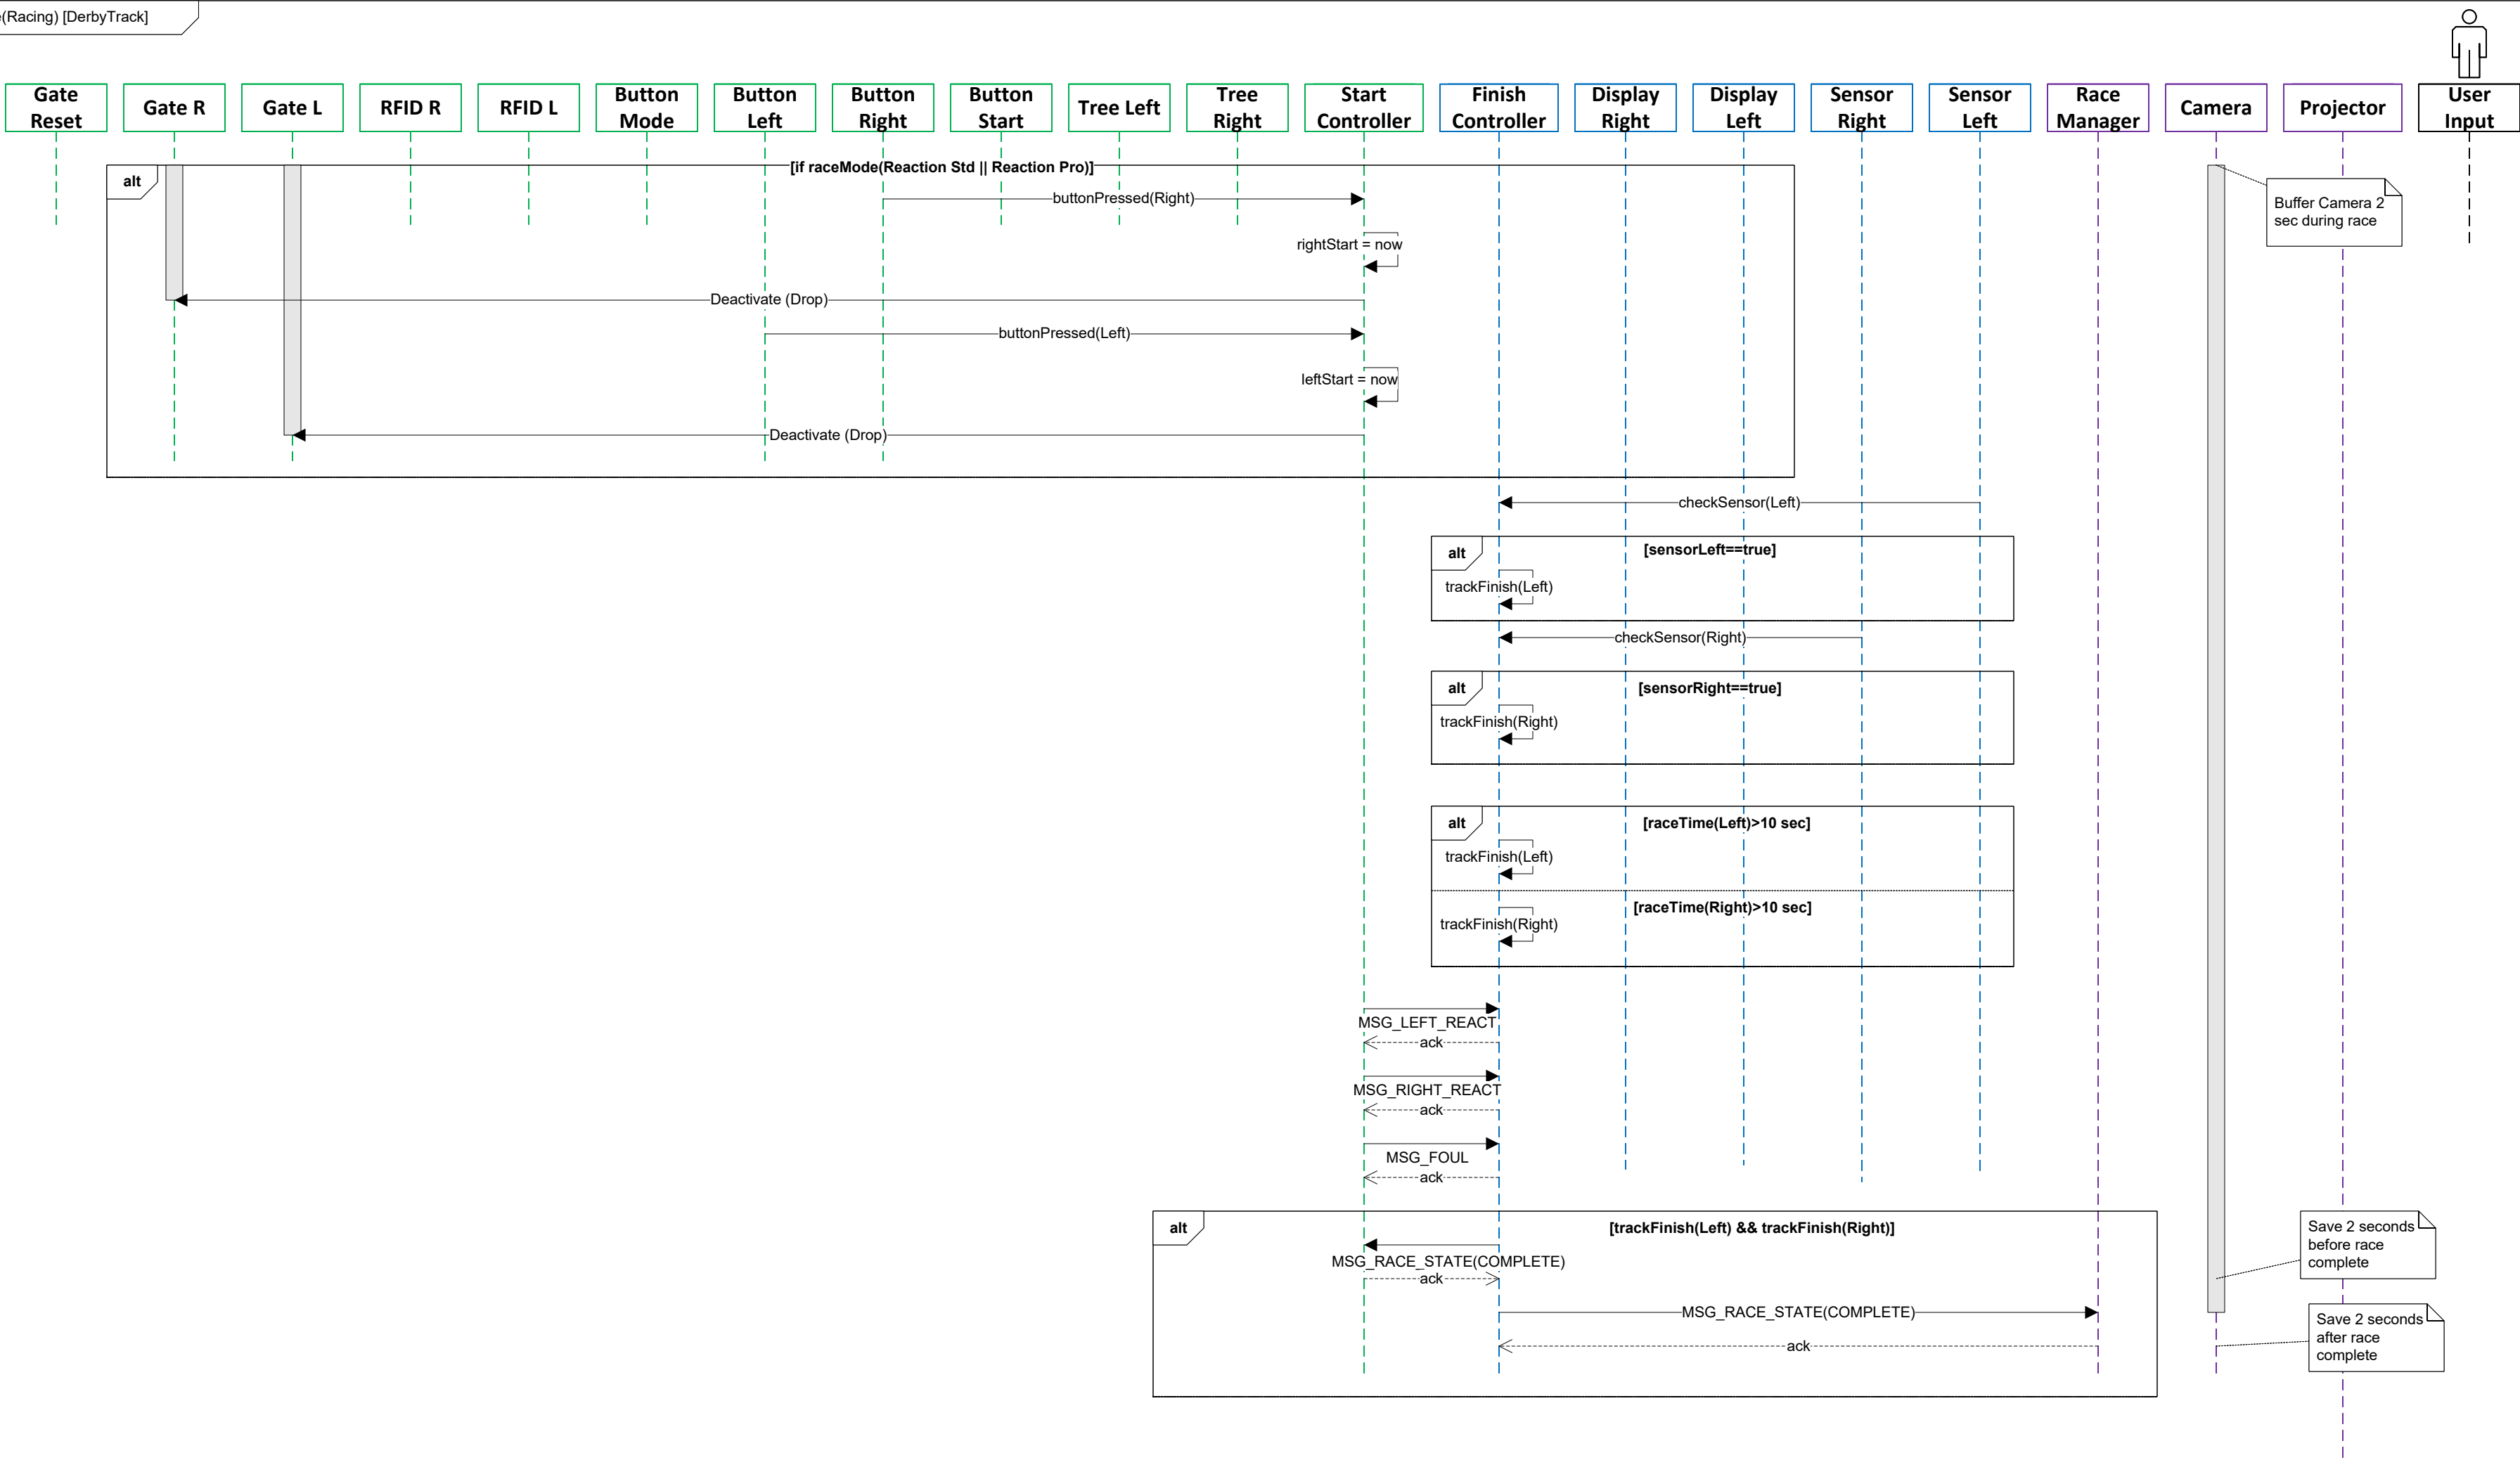 (Racing) [DerbyTrack]
Gate
Reset
Gate R
Gate L
RFID R
RFID L
Button
Mode
Button
Left
Button
Right
Button
Start
Tree Left
Tree
Right
Start
Controller
Finish
Controller
Display
Right
Display
Left
Sensor
Right
Sensor
Left
Race
Manager
Camera
Projector
User
Input
alt
[if raceMode(Reaction Std || Reaction Pro)]
Buffer Camera 2
sec during race
buttonPressed(Right)
rightStart = now
Deactivate (Drop)
buttonPressed(Left)
leftStart = now
Deactivate (Drop)
checkSensor(Left)
alt
[sensorLeft==true]
trackFinish(Left)
checkSensor(Right)
alt
[sensorRight==true]
trackFinish(Right)
alt
[raceTime(Left)>10 sec]
trackFinish(Left)
[raceTime(Right)>10 sec]
trackFinish(Right)
MSG_LEFT_REACT
ack
MSG_RIGHT_REACT
ack
MSG_FOUL
ack
alt
[trackFinish(Left) && trackFinish(Right)]
Save 2 seconds
before race
complete
MSG_RACE_STATE(COMPLETE)
ack
MSG_RACE_STATE(COMPLETE)
Save 2 seconds
after race
complete
ack